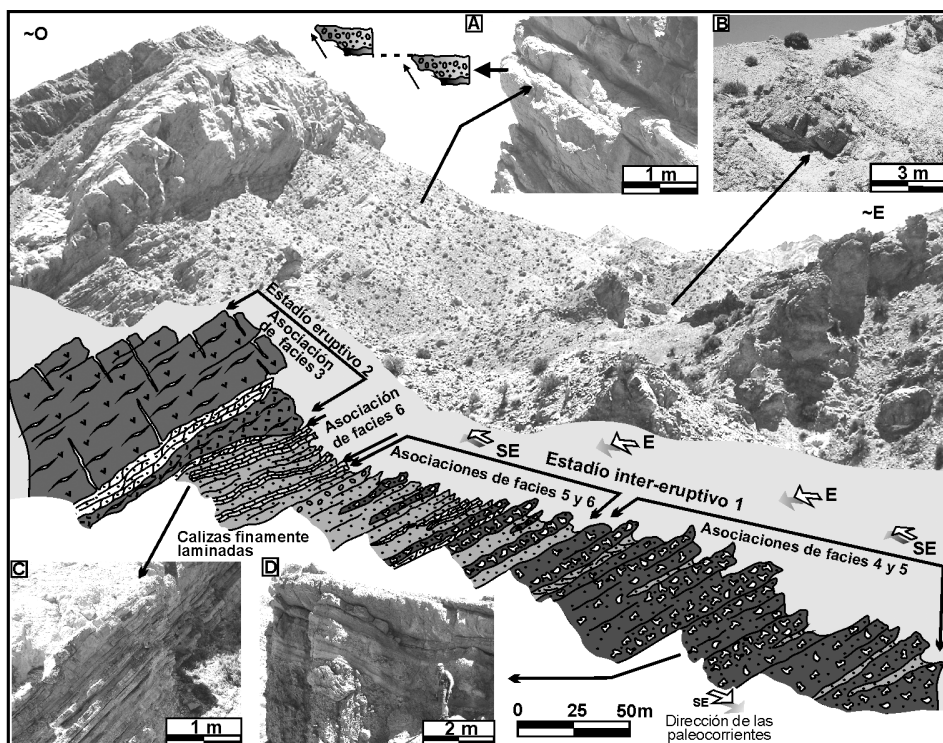 ~O
A
B
1 m
3 m
~E
Estadío eruptivo 2
Asociación
de facies 3
Asociación
de facies 6
SE
E
Asociaciones de facies 5 y 6
Estadío inter-eruptivo 1
E
SE
Asociaciones de facies 4 y 5
Calizas finamente
laminadas
C
D
1 m
2 m
0 25 50m
SE
Dirección de las
paleocorrientes